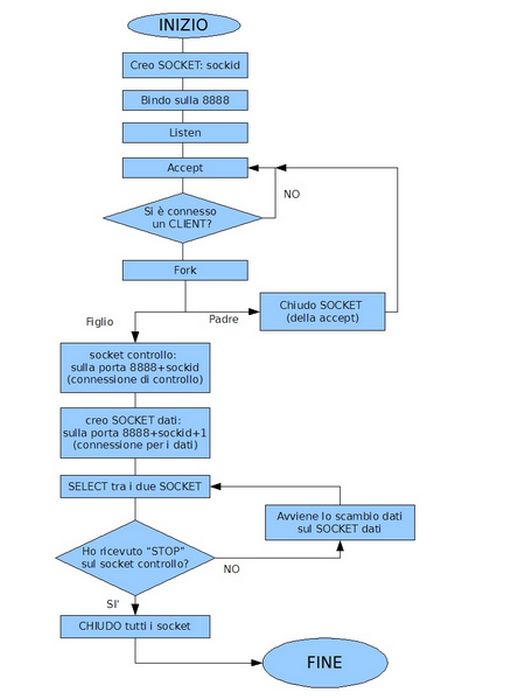 INIZIO
Creo SOCKET: sockid
Bindo sulla 8888
Listen
Accept
NO
Si è connesso
un CLIENT?
Fork
Figlio
Padre
Chiudo SOCKET
(della accept)
socket controllo:
sulla porta 8888+sockid
(connessione di controllo)
creo SOCKET dati:
sulla porta 8888+sockid+1
(connessione per i dati)
SELECT tra i due SOCKET
Avviene lo scambio dati
sul SOCKET dati
Ho ricevuto "STOP"
sul socket controllo?
NO
SI'
CHIUDO tutti i socket
FINE